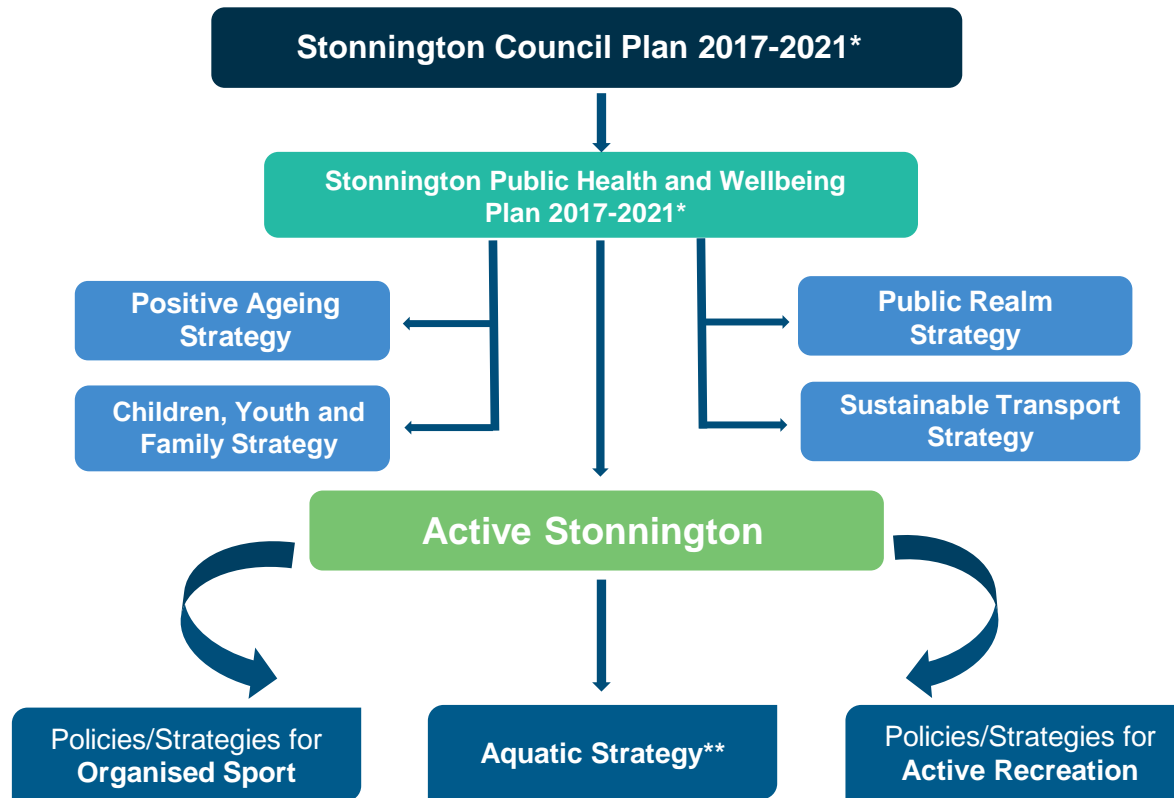 Stonnington Council Plan 2017-2021*
Stonnington Public Health and Wellbeing
Plan 2017-2021*
Positive Ageing
Strategy
Public Realm
Strategy
Children, Youth and
Family Strategy
Sustainable Transport
Strategy
Active Stonnington
Policies/Strategies for
Organised Sport
Aquatic Strategy**
Policies/Strategies for
Active Recreation